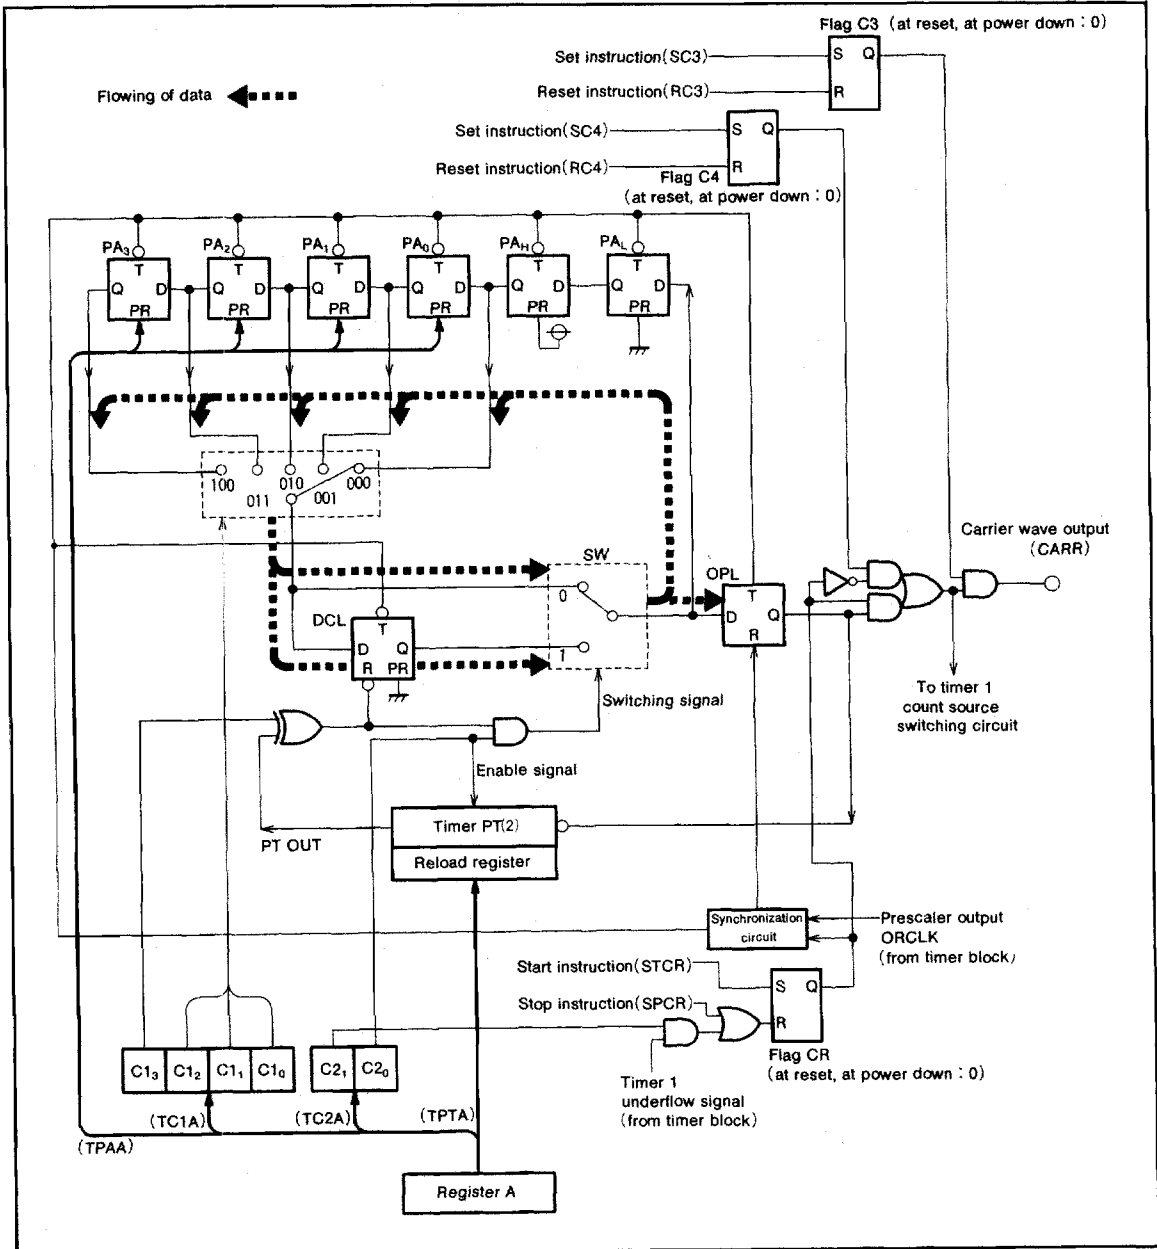 Flag C3 (at reset, at power down : 0)
Set instruction(SC3)
S Q
Reset instruction(RC3)
R
Flowing of data
Set instruction(SC4)
S Q
Reset instruction(RC4)
R
Flag C4
(at reset, at power down : 0)
PA3 PA2 PA1 PA0 PAH PAL
T T T T T T
Q D Q D Q D Q D Q D Q D
PR PR PR PR PR PR
100 011 010 001 000
Carrier wave output
(CARR)
SW
OPL
0
T
D Q
R
DCL
T
D Q
R PR
1
Switching signal
To timer 1
count source
switching circuit
Enable signal
Timer PT(2)
PT OUT
Reload register
Synchronization
circuit
Prescaler output
ORCLK
(from timer block)
Start instruction(STCR)
S Q
Stop instruction(SPCR)
R
Flag CR
(at reset, at power down : 0)
C13 C12 C11 C10
C21 C20
Timer 1
underflow signal
(from timer block)
(TC1A) (TC2A) (TPTA)
(TPAA)
Register A